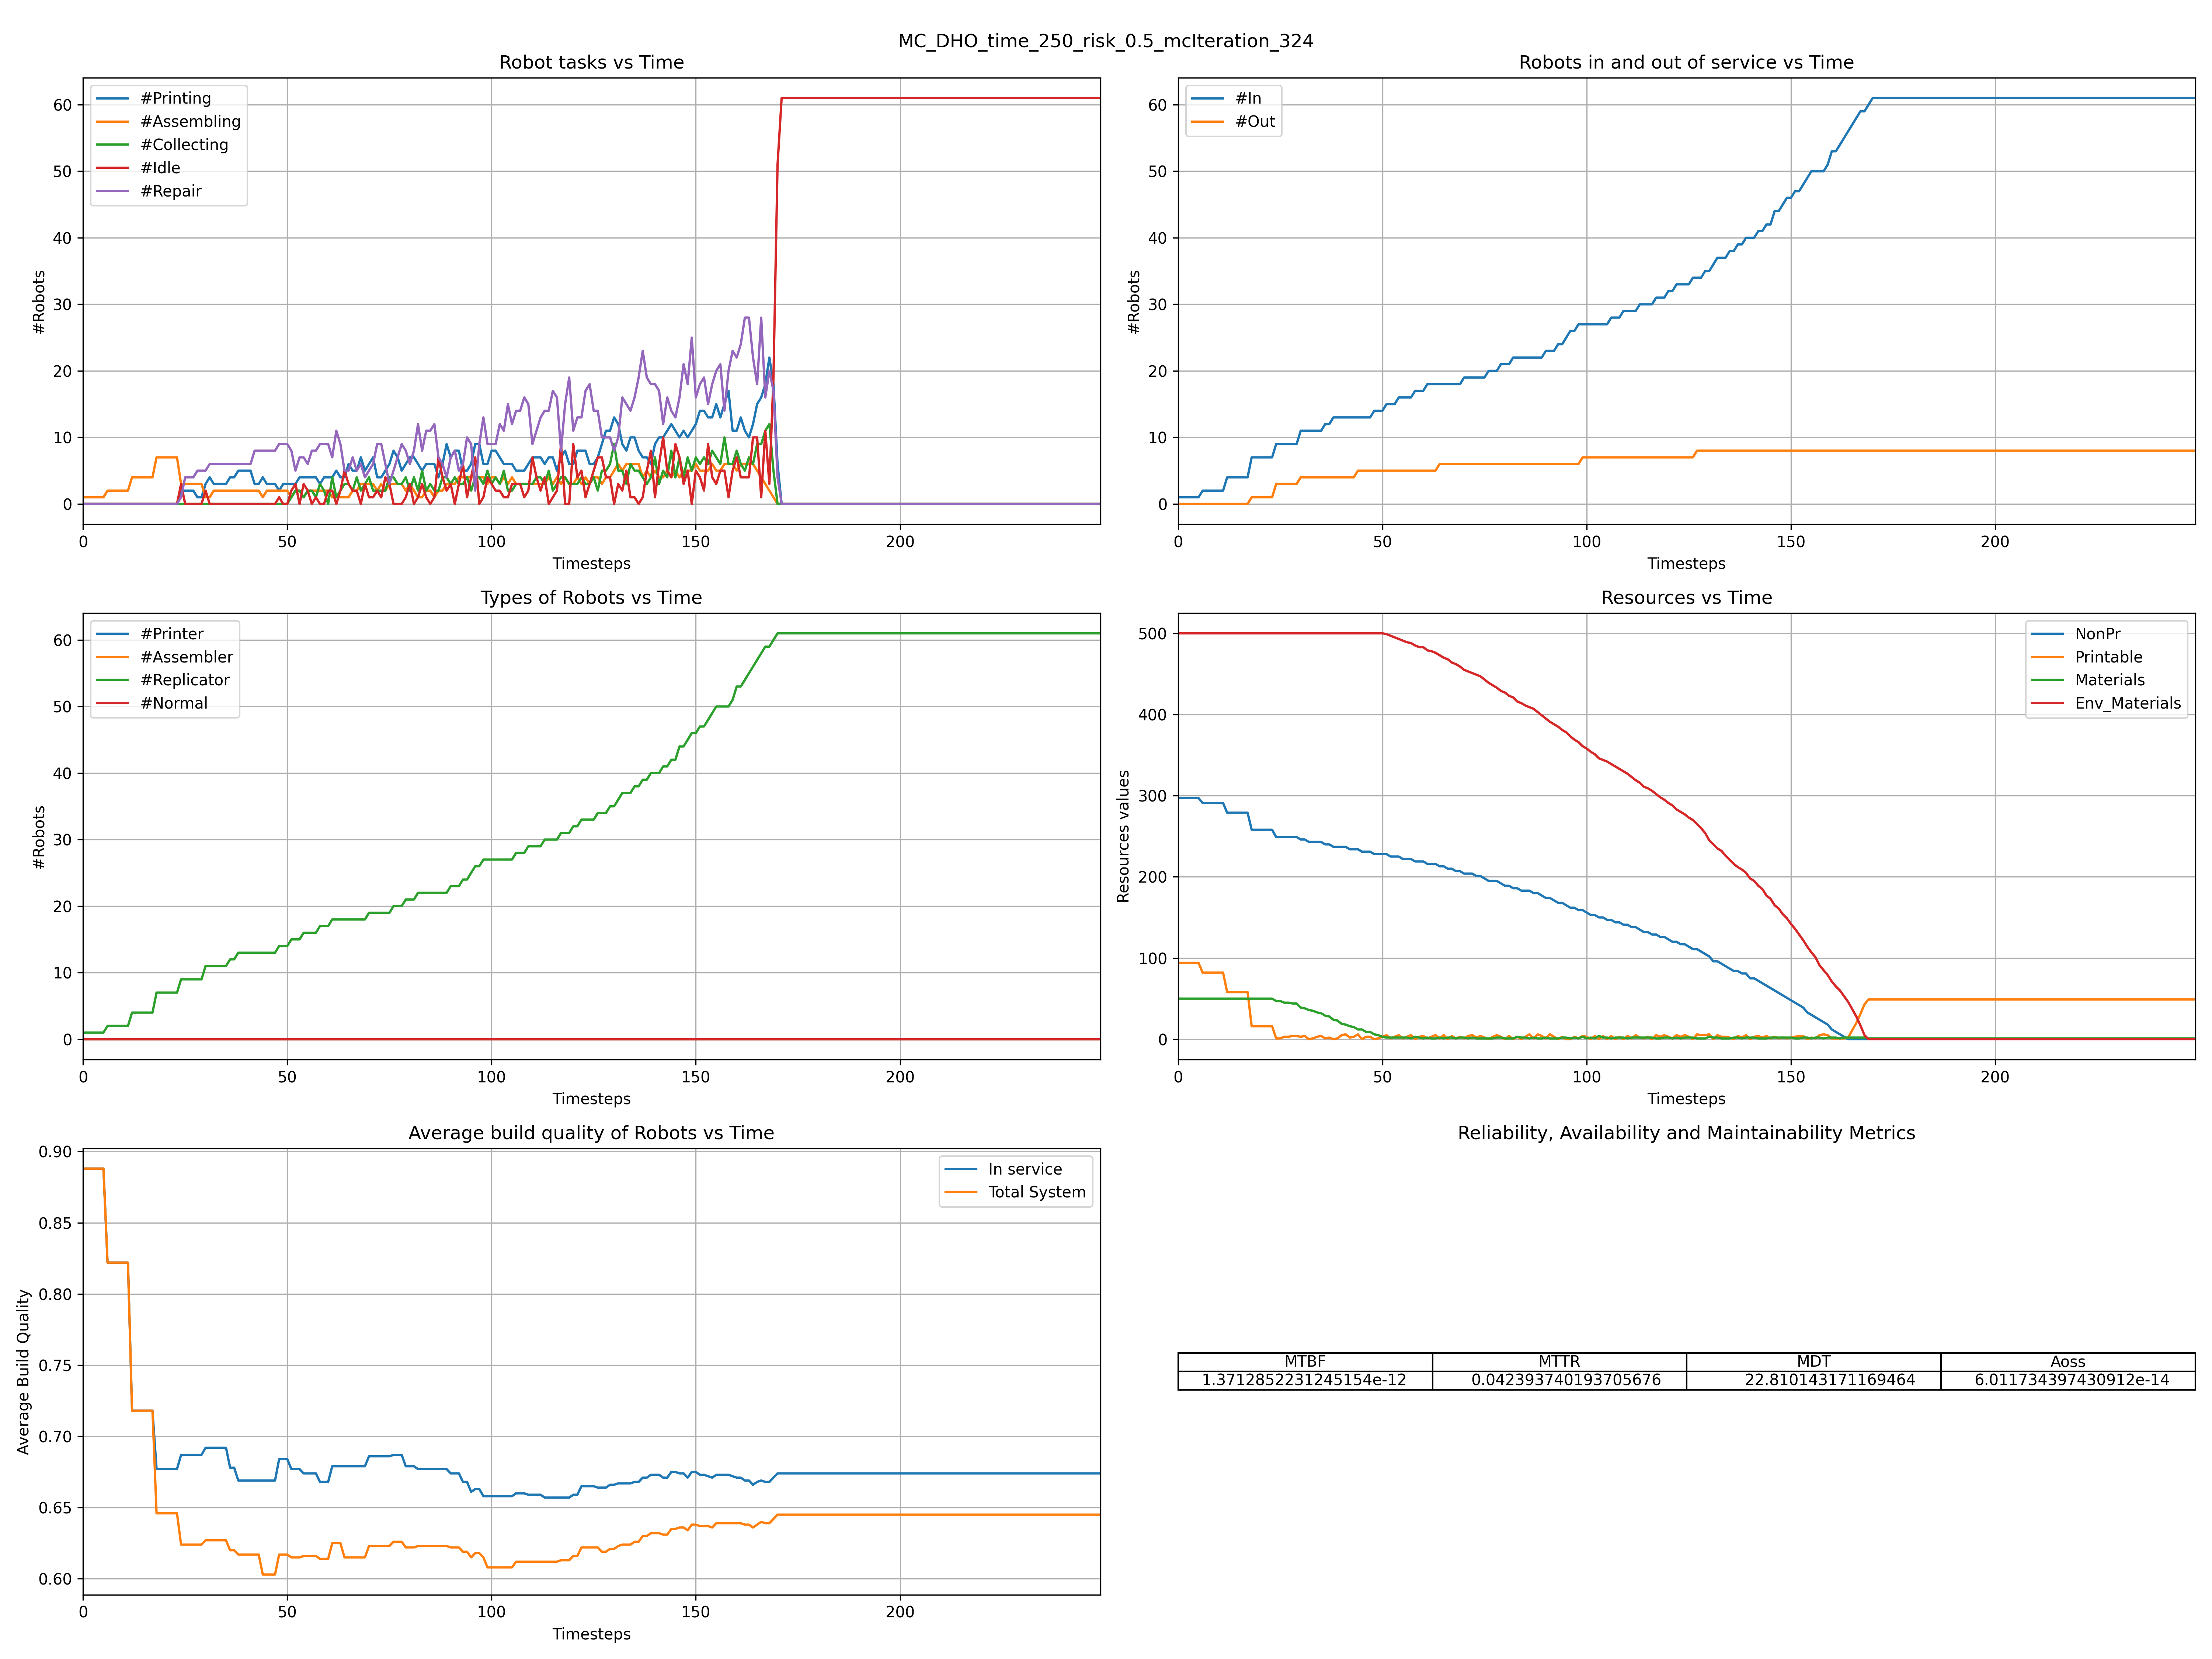 MC_DHO_time_250_risk_0.5_mcIteration_324
Robot tasks vs Time
#Printing
#Assembling
#Collecting
#Idle
#Repair
60
50
40
30
20
10
0
#Robots
0 50 100 150 200
Timesteps
Robots in and out of service vs Time
#In
#Out
60
50
40
30
20
10
0
#Robots
0 50 100 150 200
Timesteps
Types of Robots vs Time
#Printer
#Assembler
#Replicator
#Normal
60
50
40
30
20
10
0
#Robots
0 50 100 150 200
Timesteps
Resources vs Time
NonPr
Printable
Materials
Env_Materials
500
400
300
200
100
0
Resources values
0 50 100 150 200
Timesteps
Average build quality of Robots vs Time
In service
Total System
0.90
0.85
0.80
0.75
0.70
0.65
0.60
Average Build Quality
0 50 100 150 200
Timesteps
Reliability, Availability and Maintainability Metrics
MTBF MTTR MDT Aoss
1.3712852231245154e-12 0.042393740193705676 22.810143171169464 6.011734397430912e-14